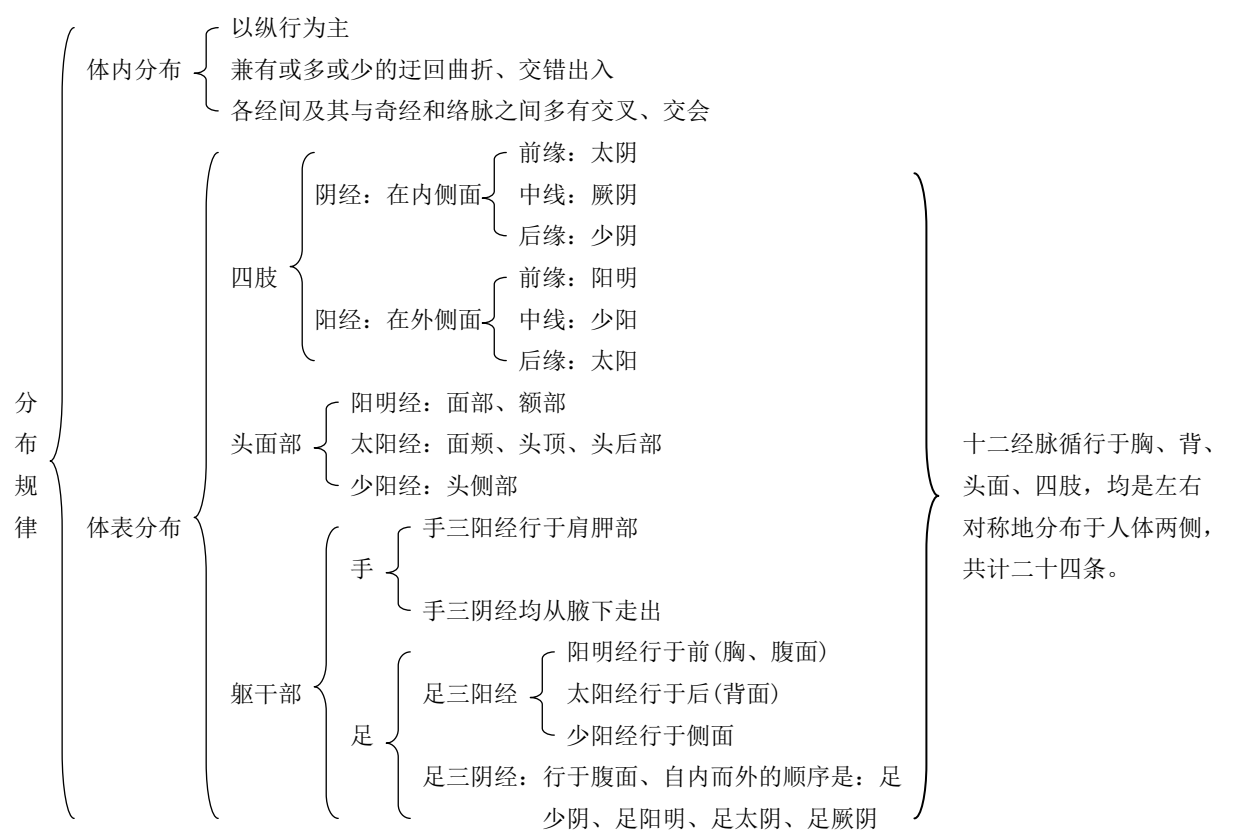 分布规律
体内分布
以纵行为主
兼有或多或少的迂回曲折、交错出入
各经间及其与奇经和络脉之间多有交叉、交会
体表分布
四肢
阴经：在内侧面
前缘：太阴
中线：厥阴
后缘：少阴
阳经：在外侧面
前缘：阳明
中线：少阳
后缘：太阳
头面部
阳明经：面部、额部
太阳经：面颊、头顶、头后部
少阳经：头侧部
躯干部
手
手三阳经行于肩胛部
手三阴经均从腋下走出
足
足三阳经
阳明经行于前(胸、腹面)
太阳经行于后(背面)
少阳经行于侧面
足三阴经：行于腹面、自内而外的顺序是：足
少阴、足阳明、足太阴、足厥阴
十二经脉循行于胸、背、
头面、四肢，均是左右
对称地分布于人体两侧，
共计二十四条。